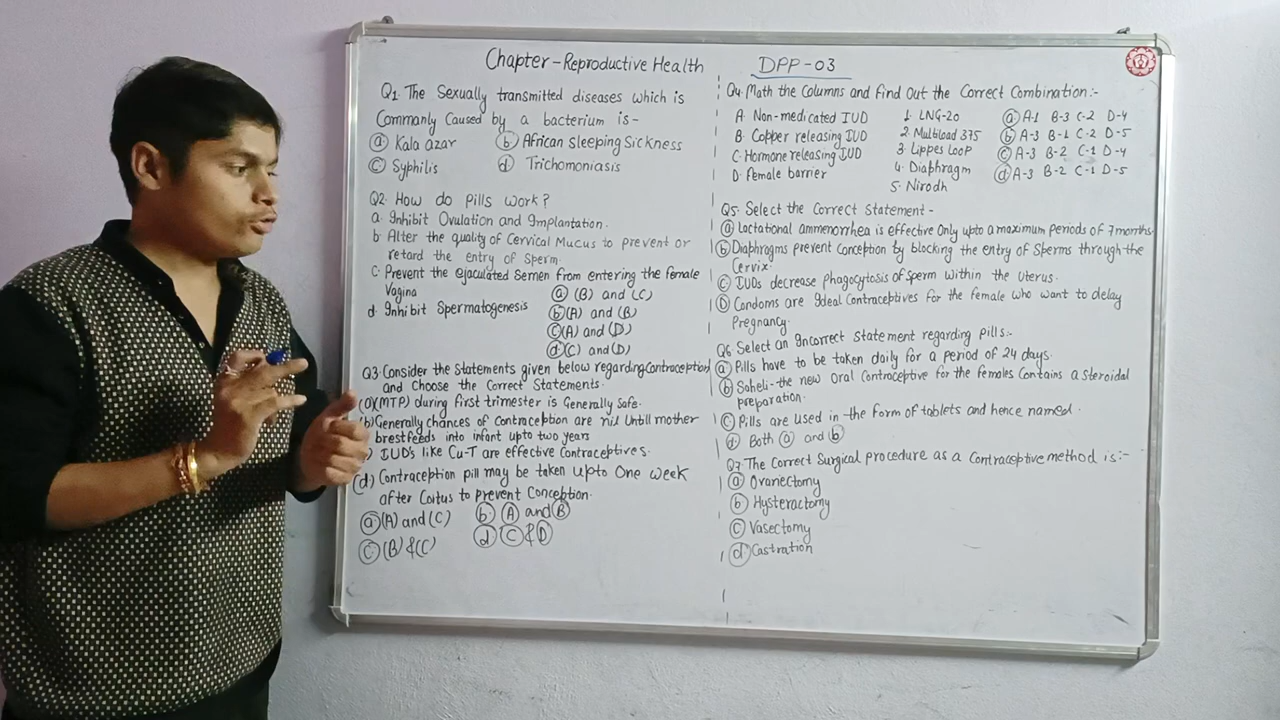 Chapter - Reproductive Health DPP-03
Q1. The Sexually transmitted diseases which is
Commanly Caused by a bacterium is-
(a) Kala azar (b) African Sleeping Sickness
(c) Syphilis (d) Trichomoniasis
Q2. How do Pills Work?
a. Inhibit Ovulation and Implantation.
b. Alter the quality of Cervical Mucus to prevent or
retard the entry of Sperm.
C. Prevent the ejaculated Semen from entering the female
Vagina
d. Inhibit Spermatogenesis
(a) (B) and (C)
(b) (A) and (B)
(c) (A) and (D)
(d) (C) and (D)
Q3. Consider the Statements given below regarding Contraception
and Choose the Correct Statements.
(MTP) during first trimester is Generally Safe.
b) Generally chances of Contraception are nil Untill mother
brestfeeds into infant upto two years
) IUD's like Cu-T are effective Contraceptives.
(d) Contraception pill may be taken Upto One week
after Coitus to prevent Conception.
(a) (A) and (C) (b) (A) and (B)
(c) (B) & (C) (d) (C) & (D)
Q4. Math the Columns and find Out the Correct Combination:-
A. Non-medicated IUD 1. LNG-20 (a) A-1 B-3 C-2 D-4
B. Copper releasing IUD 2. Multiload 375 (b) A-3 B-1 C-2 D-5
C. Hormone releasing IUD 3. Lippes Loop (c) A-3 B-2 C-1 D-4
D. Female barrier 4. Diaphragm (d) A-3 B-2 C-1 D-5
5. Nirodh
Q5. Select the Correct Statement -
(a) Lactational ammenorrhea is effective Only upto a maximum periods of 7 months.
(b) Diaphragms prevent Conception by blocking the entry of Sperms through the
Cervix.
(c) IUDs decrease phagocytosis of sperm within the Uterus.
(D) Condoms are Ideal Contraceptives for the female who want to delay
Pregnancy.
Q6 Select an Incorrect Statement regarding pills:-
(a) Pills have to be taken daily for a period of 24 days.
(b) Saheli-the new Oral Contraceptive for the females Contains a steroidal
preparation.
(c) Pills are used in the form of tablets and hence named.
(d) Both (a) and (b)
Q7. The Correct Surgical procedure as a Contraceptive method is:-
(a) Ovariectomy
(b) Hysteractomy
(c) Vasectomy
(d) Castration